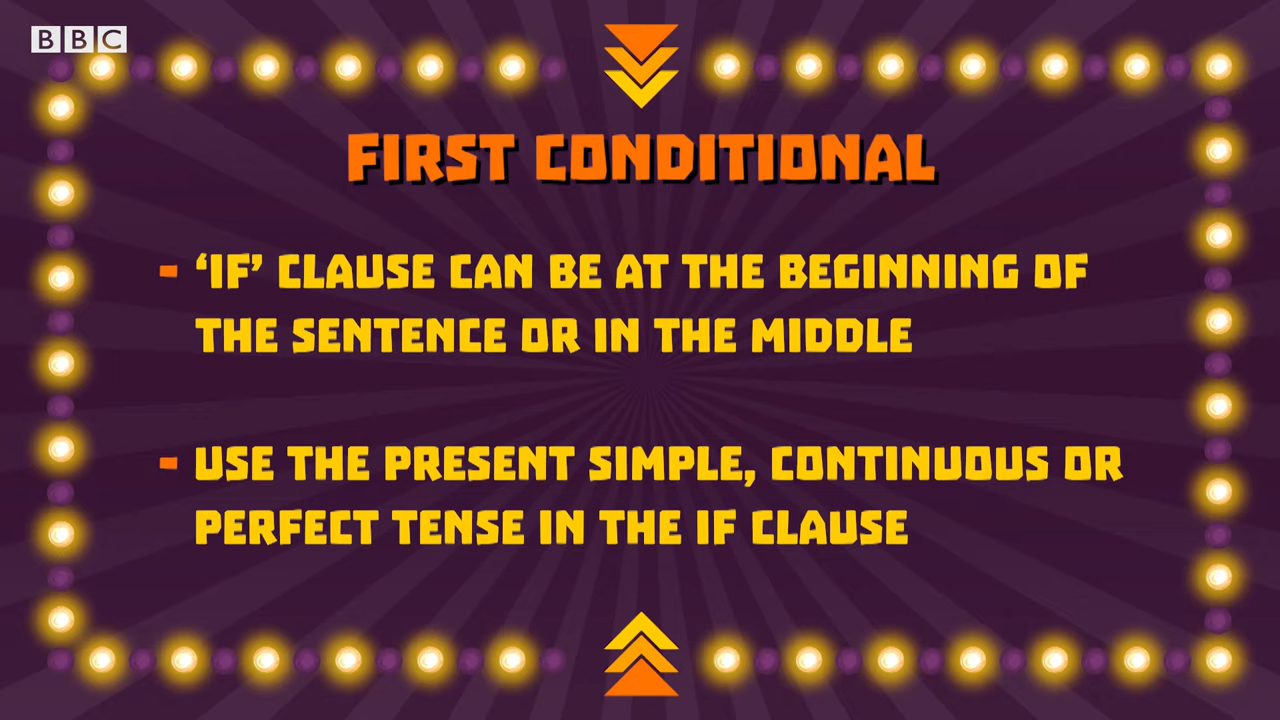 BBC
FIRST CONDITIONAL
- ‘IF’ CLAUSE CAN BE AT THE BEGINNING OF
THE SENTENCE OR IN THE MIDDLE
- USE THE PRESENT SIMPLE, CONTINUOUS OR
PERFECT TENSE IN THE IF CLAUSE